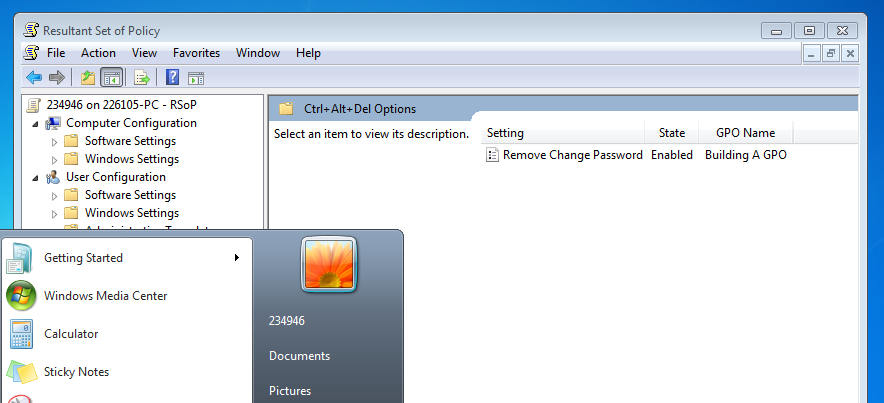 Resultant Set of Policy
File Action View Favorites Window Help
234946 on 226105-PC - RSoP
Computer Configuration
Software Settings
Windows Settings
User Configuration
Software Settings
Windows Settings
Ctrl+Alt+Del Options
Select an item to view its description.
Setting State GPO Name
Remove Change Password Enabled Building A GPO
Getting Started
Windows Media Center
Calculator
Sticky Notes
234946
Documents
Pictures